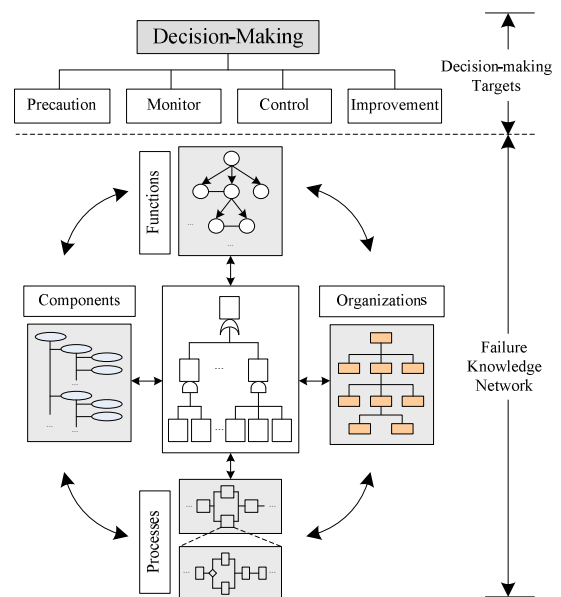 Decision-Making
Precaution
Monitor
Control
Improvement
Decision-making
Targets
Functions
...
...
Components
...
...
...
Organizations
...
...
Failure
Knowledge
Network
Processes
...
...
...
...